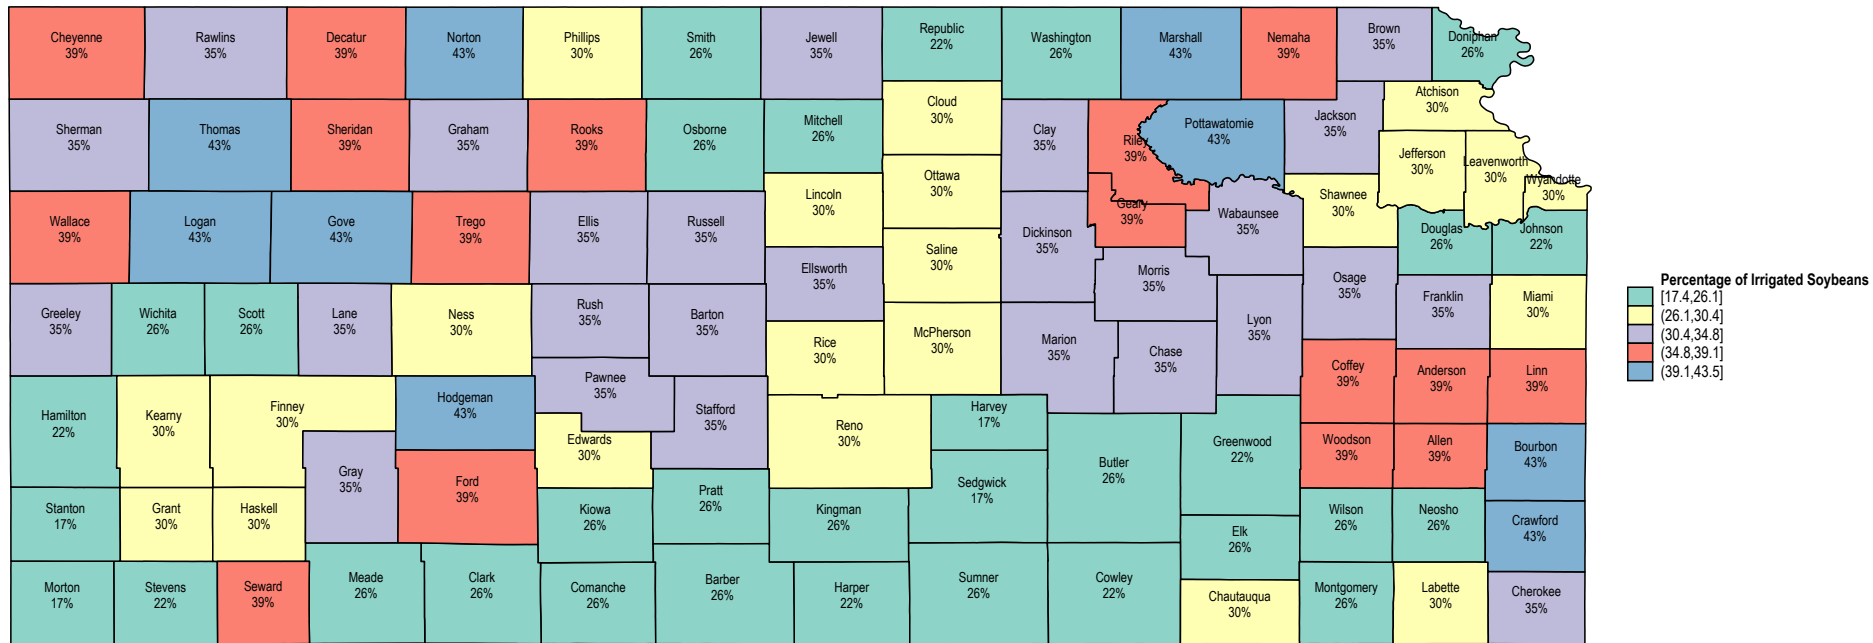 Cheyenne
39%
Rawlins
35%
Decatur
39%
Norton
43%
Phillips
30%
Smith
26%
Jewell
35%
Republic
22%
Washington
26%
Marshall
43%
Nemaha
39%
Brown
35%
Doniphan
26%
Sherman
35%
Thomas
43%
Sheridan
39%
Graham
35%
Rooks
39%
Osborne
26%
Mitchell
26%
Cloud
30%
Clay
35%
Riley
39%
Pottawatomie
43%
Jackson
35%
Atchison
30%
Jefferson
30%
Leavenworth
30%
Wyandotte
30%
Wallace
39%
Logan
43%
Gove
43%
Trego
39%
Ellis
35%
Russell
35%
Lincoln
30%
Ottawa
30%
Saline
30%
Dickinson
35%
Geary
39%
Wabaunsee
35%
Shawnee
30%
Douglas
26%
Johnson
22%
Greeley
35%
Wichita
26%
Scott
26%
Lane
35%
Ness
30%
Rush
35%
Barton
35%
Ellsworth
35%
Rice
30%
McPherson
30%
Marion
35%
Morris
35%
Chase
35%
Lyon
35%
Osage
35%
Franklin
35%
Miami
30%
Hamilton
22%
Kearny
30%
Finney
30%
Hodgeman
43%
Pawnee
35%
Edwards
30%
Stafford
35%
Reno
30%
Harvey
17%
Butler
26%
Greenwood
22%
Coffey
39%
Anderson
39%
Linn
39%
Woodson
39%
Allen
39%
Bourbon
43%
Gray
35%
Ford
39%
Stanton
17%
Grant
30%
Haskell
30%
Kiowa
26%
Pratt
26%
Kingman
26%
Sedgwick
17%
Elk
26%
Wilson
26%
Neosho
26%
Crawford
43%
Morton
17%
Stevens
22%
Seward
39%
Meade
26%
Clark
26%
Comanche
26%
Barber
26%
Harper
22%
Sumner
26%
Cowley
22%
Chautauqua
30%
Montgomery
26%
Labette
30%
Cherokee
35%
Percentage of Irrigated Soybeans
[17.4,26.1]
(26.1,30.4]
(30.4,34.8]
(34.8,39.1]
(39.1,43.5]